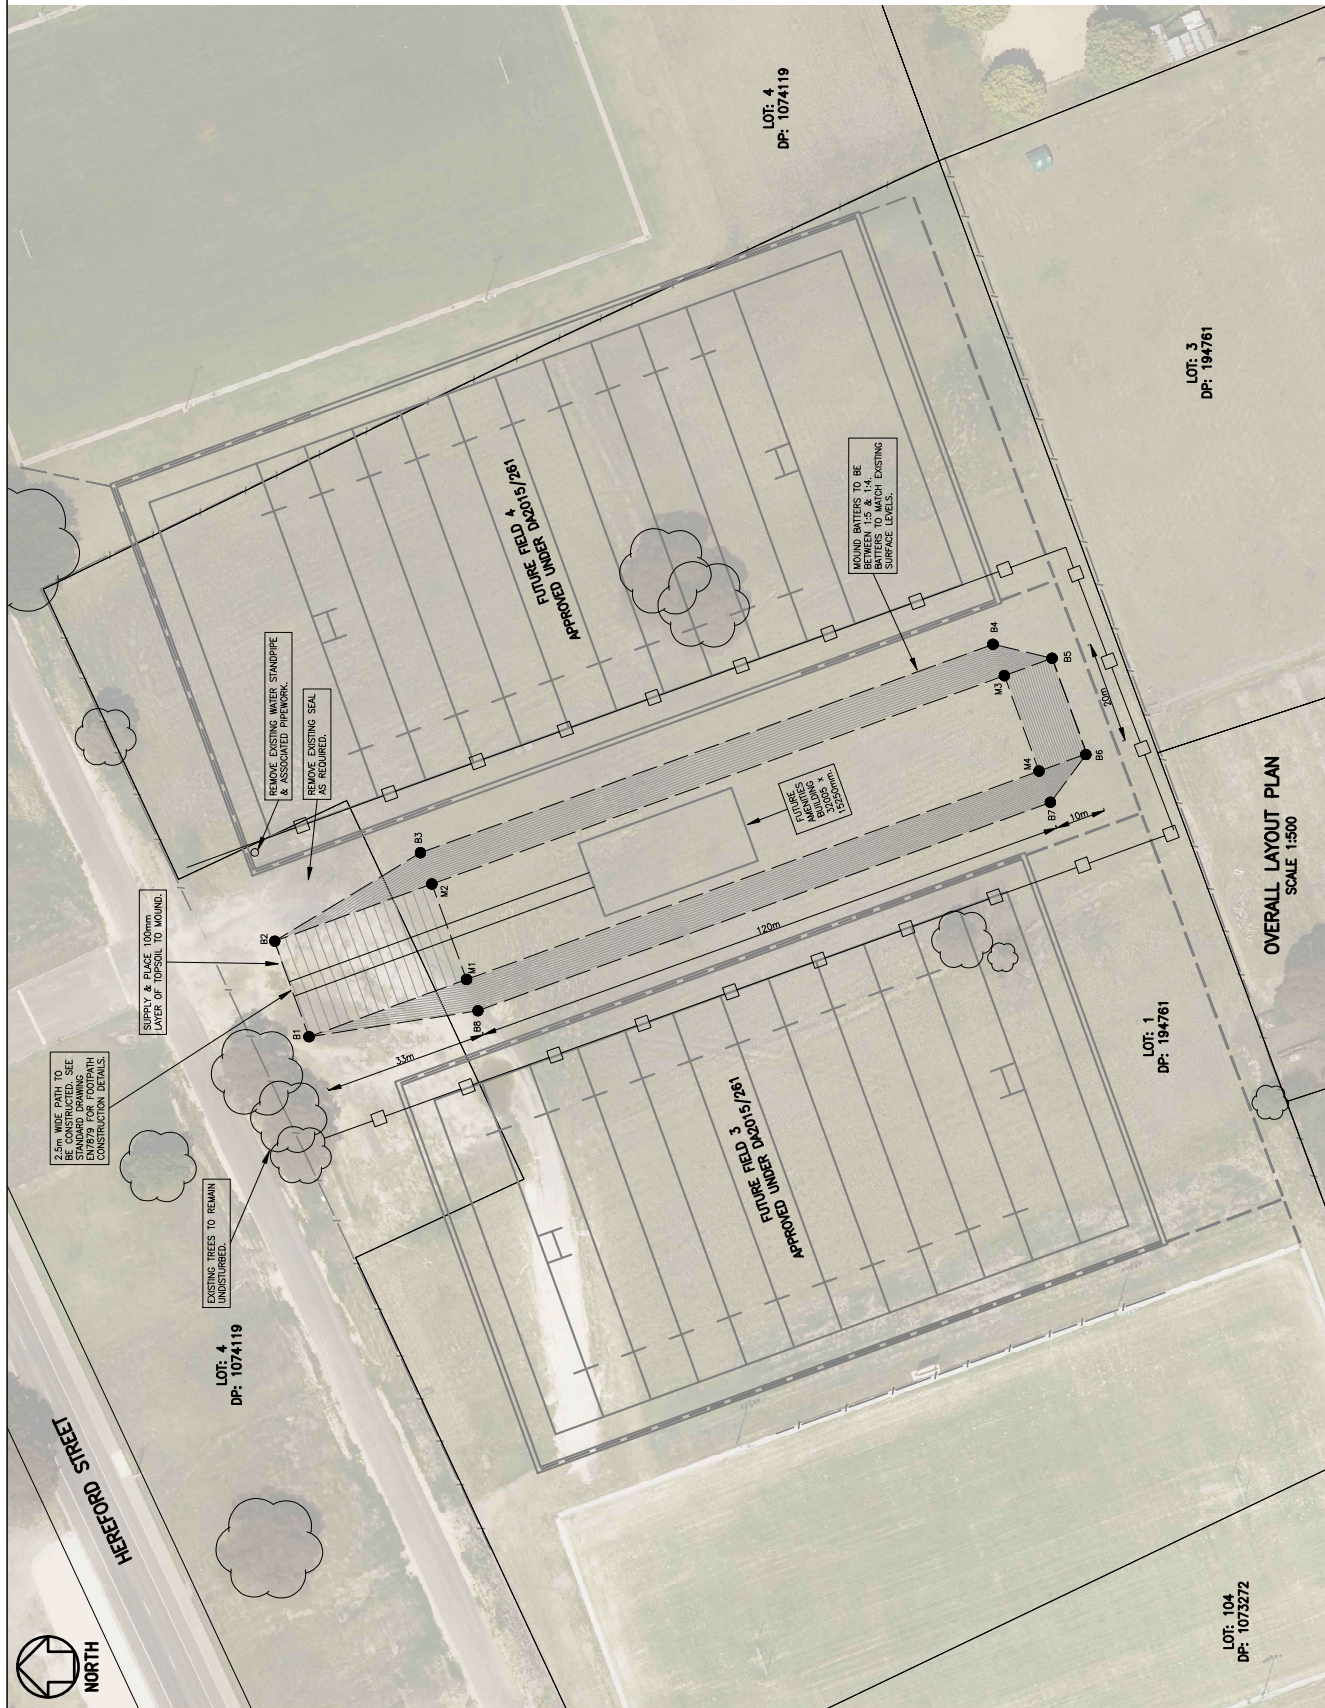 HEREFORD STREET
NORTH
LOT: 4
DP: 1074119
EXISTING TREES TO REMAIN
UNDISTURBED.
2.5m WIDE PATH TO
BE CONSTRUCTED. SEE
STANDARD DRAWING
EN7879 FOR FOOTPATH
CONSTRUCTION DETAILS.
SUPPLY & PLACE 100mm
LAYER OF TOPSOIL TO MOUND.
REMOVE EXISTING WATER STANDPIPE
& ASSOCIATED PIPEWORK.
REMOVE EXISTING SEAL
AS REQUIRED.
B1
B2
B3
M1
M2
B8
33m
120m
FUTURE FIELD 3
APPROVED UNDER DA2015/261
FUTURE FIELD 4
APPROVED UNDER DA2015/261
FUTURE
AMENITIES
BUILDING
32005 x
15250mm
MOUND BATTERS TO BE
BETWEEN 1:5 & 1:4.
BATTERS TO MATCH EXISTING
SURFACE LEVELS.
M3
M4
B4
B5
B6
B7
10m
20m
LOT: 4
DP: 1074119
LOT: 3
DP: 194761
LOT: 1
DP: 194761
LOT: 104
DP: 1073272
OVERALL LAYOUT PLAN
SCALE 1:500